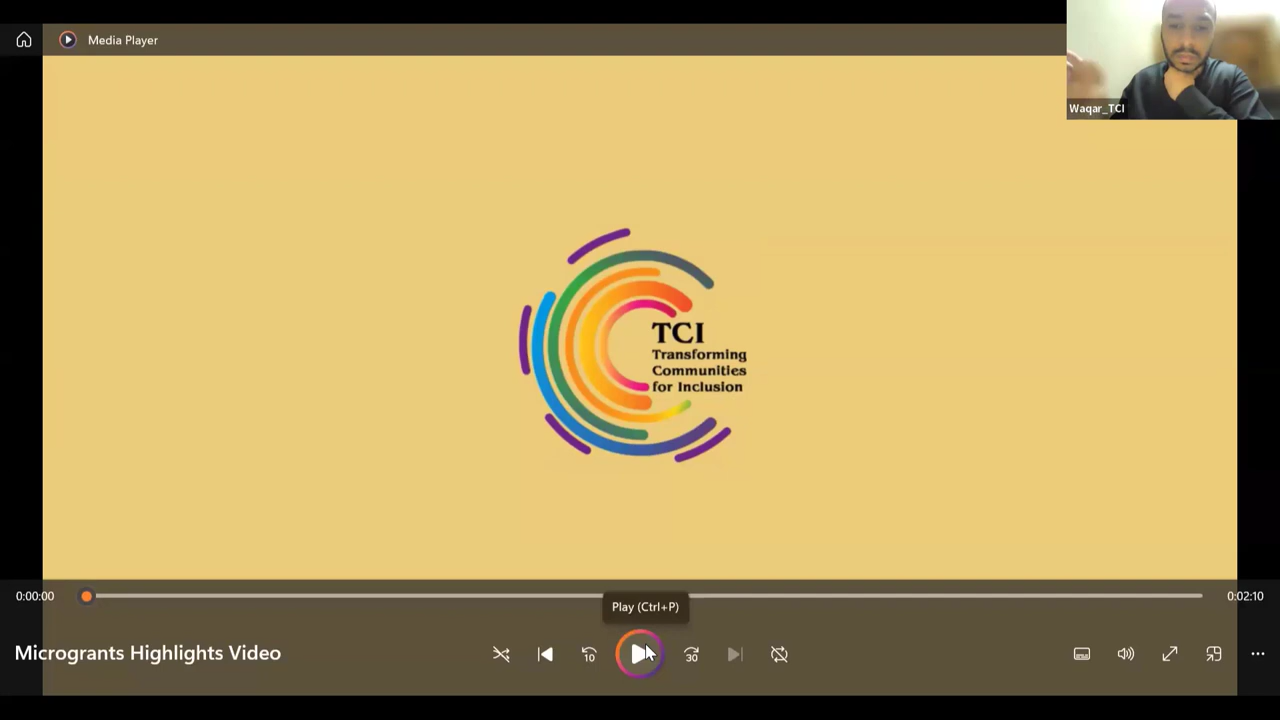 Media Player
Waqar_TCI
TCI
Transforming
Communities
for Inclusion
0:00:00
0:02:10
Play (Ctrl+P)
Microgrants Highlights Video
10
30